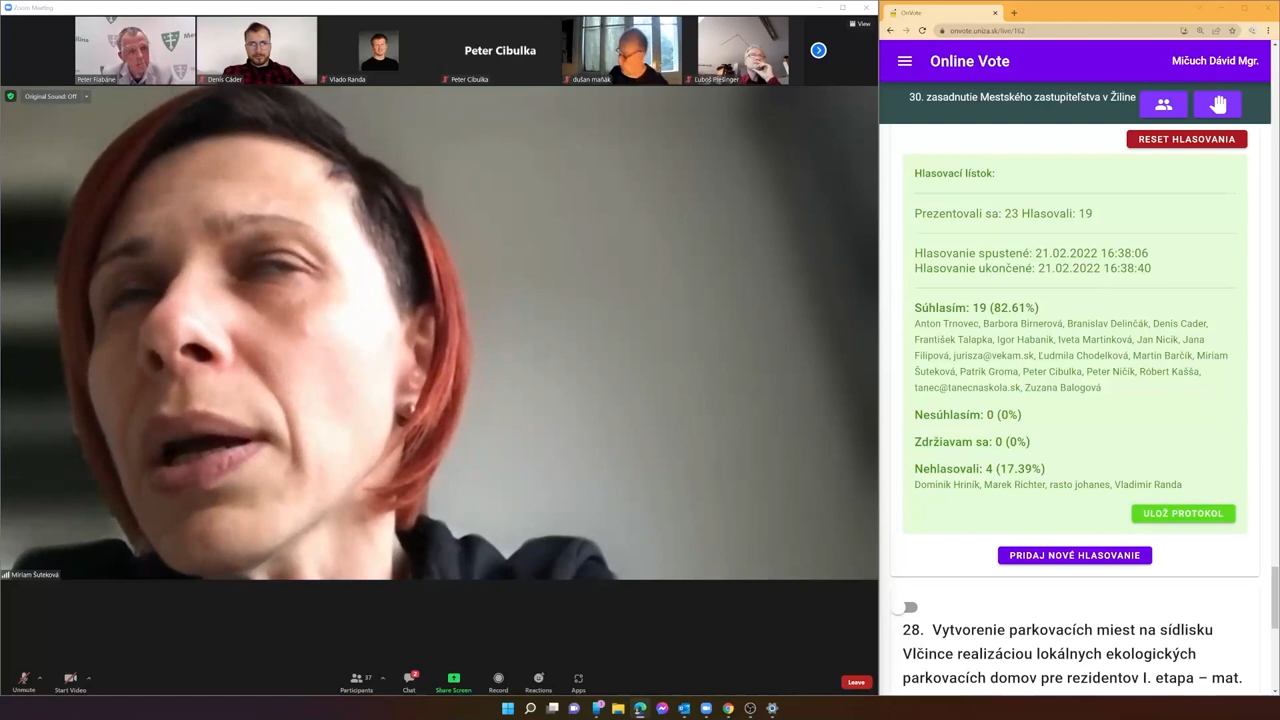 Zoom Meeting
View
Peter Fiabáne
Denis Cáder
Vlado Randa
Peter Cibulka
Peter Cibulka
dušan maňák
Ľuboš Plešinger
Original Sound: Off
Miriam Šuteková
Unmute
Start Video
37
Participants
2
Chat
Share Screen
Record
Reactions
Apps
Leave
OnVote
onvote.uniza.sk/live/162
Online Vote
Mičuch Dávid Mgr.
30. zasadnutie Mestského zastupiteľstva v Žiline
RESET HLASOVANIA
Hlasovací lístok:
Prezentovali sa: 23 Hlasovali: 19
Hlasovanie spustené: 21.02.2022 16:38:06
Hlasovanie ukončené: 21.02.2022 16:38:40
Súhlasím: 19 (82.61%)
Anton Trnovec, Barbora Birnerová, Branislav Delinčák, Denis Cader,
František Talapka, Igor Habanik, Iveta Martinková, Jan Nicík, Jana
Filipová, jurisza@vekam.sk, Ľudmila Chodelková, Martin Barčík, Miriam
Šuteková, Patrik Groma, Peter Cibulka, Peter Ničík, Róbert Kašša,
tanec@tanecnaskola.sk, Zuzana Balogová
Nesúhlasím: 0 (0%)
Zdržiavam sa: 0 (0%)
Nehlasovali: 4 (17.39%)
Dominik Hriník, Marek Richter, rasto johanes, Vladimir Randa
ULOŽ PROTOKOL
PRIDAJ NOVÉ HLASOVANIE
28. Vytvorenie parkovacích miest na sídlisku
Vlčince realizáciou lokálnych ekologických
parkovacích domov pre rezidentov I. etapa – mat.